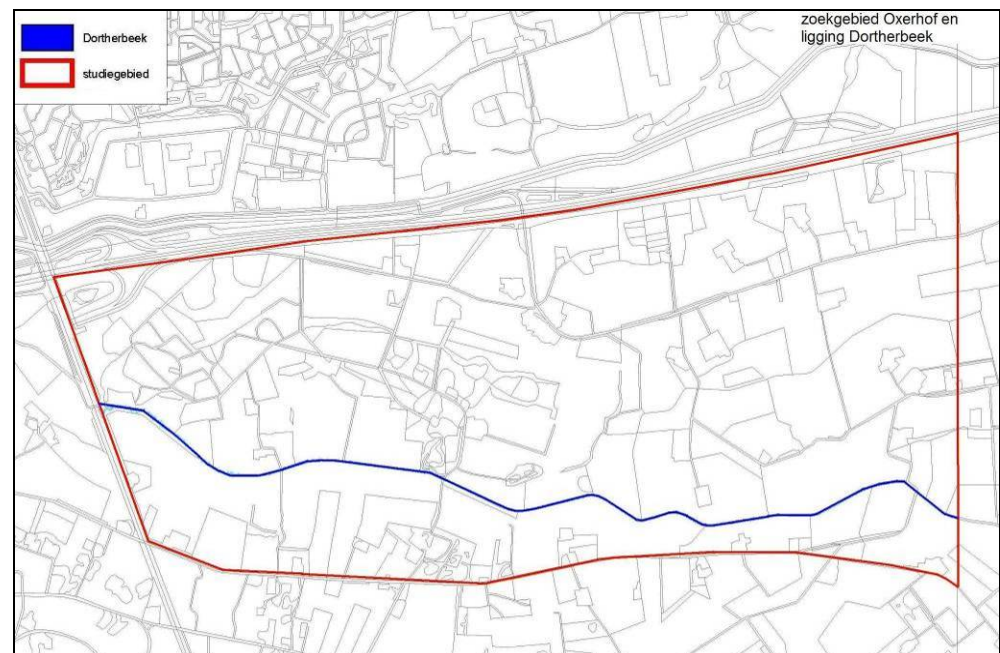 Dortherbeek
studiegebied
zoekgebied Oxerhof en
ligging Dortherbeek